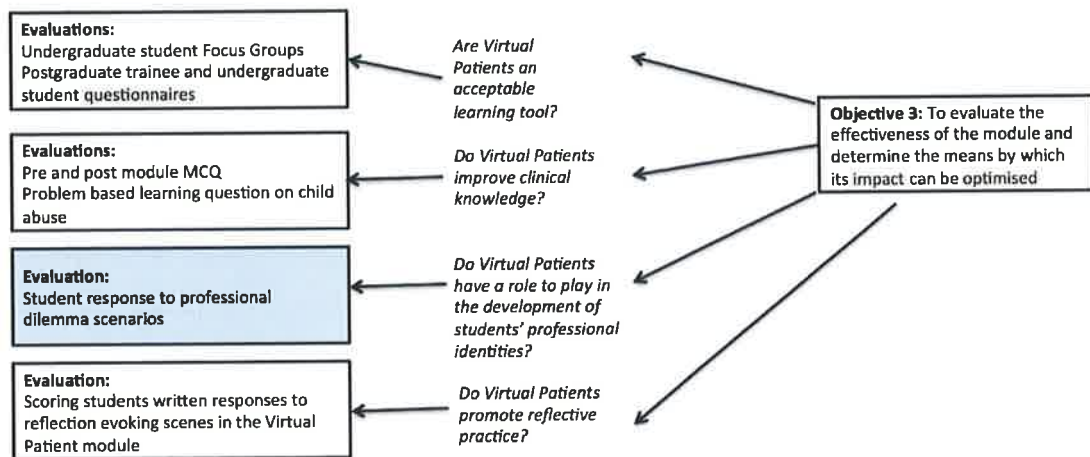 Evaluations:
Undergraduate student Focus Groups
Postgraduate trainee and undergraduate
student questionnaires
Are Virtual
Patients an
acceptable
learning tool?
Objective 3: To evaluate the
effectiveness of the module and
determine the means by which
its impact can be optimised
Evaluations:
Pre and post module MCQ
Problem based learning question on child
abuse
Do Virtual Patients
improve clinical
knowledge?
Evaluation:
Student response to professional
dilemma scenarios
Do Virtual Patients
have a role to play in
the development of
students' professional
identities?
Evaluation:
Scoring students written responses to
reflection evoking scenes in the Virtual
Patient module
Do Virtual Patients
promote reflective
practice?